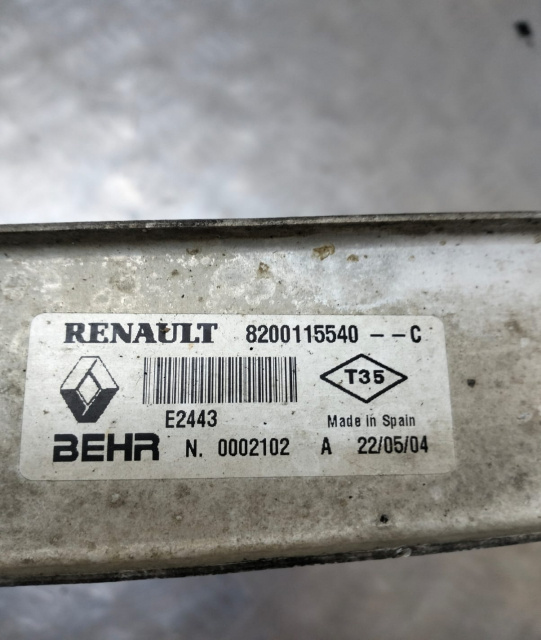 RENAULT 8200115540 --C
T35
E2443
Made in Spain
BEHR N. 0002102 A 22/05/04